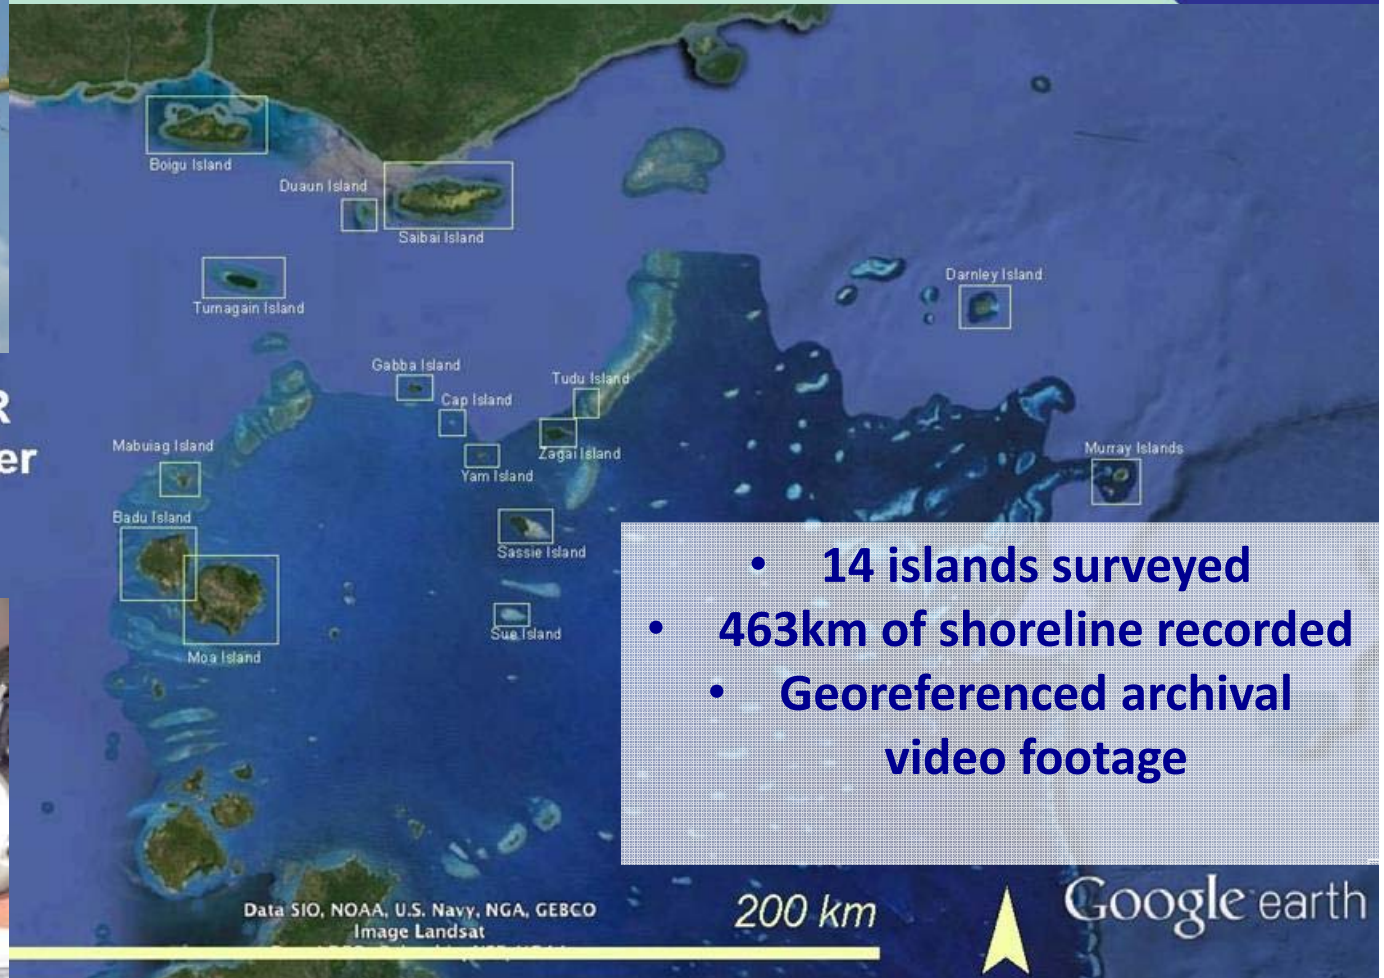 Boigu Island
Duaun Island
Saibai Island
Turnagain Island
Darnley Island
Gabba Island
Tudu Island
Cap Island
Mabuiag Island
Zagai Island
Yam Island
Murray Islands
Badu Island
Sassie Island
Sue Island
Moa Island
R
er
• 14 islands surveyed
• 463km of shoreline recorded
• Georeferenced archival
video footage
Data SIO, NOAA, U.S. Navy, NGA, GEBCO
Image Landsat
200 km
Google earth